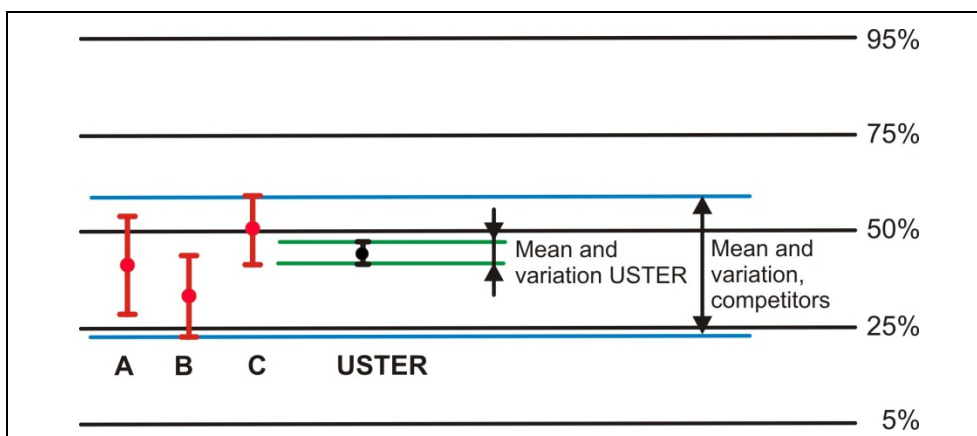 95%
75%
50%
Mean and
variation USTER
Mean and
variation,
competitors
25%
A B C USTER
5%